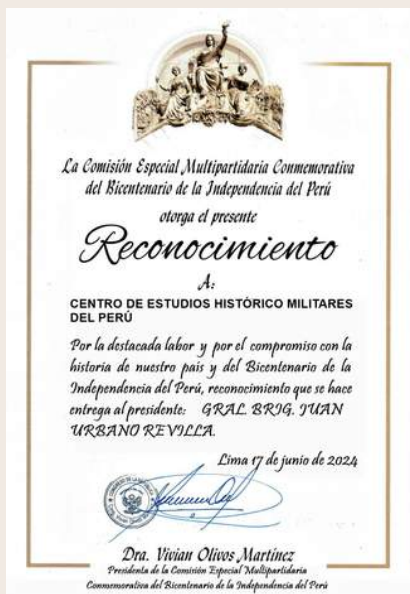 La Comisión Especial Multipartidaria Conmemorativa
del Bicentenario de la Independencia del Perú
otorga el presente
Reconocimiento
A:
CENTRO DE ESTUDIOS HISTÓRICO MILITARES
DEL PERÚ
Por la destacada labor y por el compromiso con la
historia de nuestro país y del Bicentenario de la
Independencia del Perú, reconocimiento que se hace
entrega al presidente: GRAL. BRIG. JUAN
URBANO REVILLA.
Lima 17 de junio de 2024
Dra. Vivian Olivos Martínez
Presidenta de la Comisión Especial Multipartidaria
Conmemorativa del Bicentenario de la Independencia del Perú